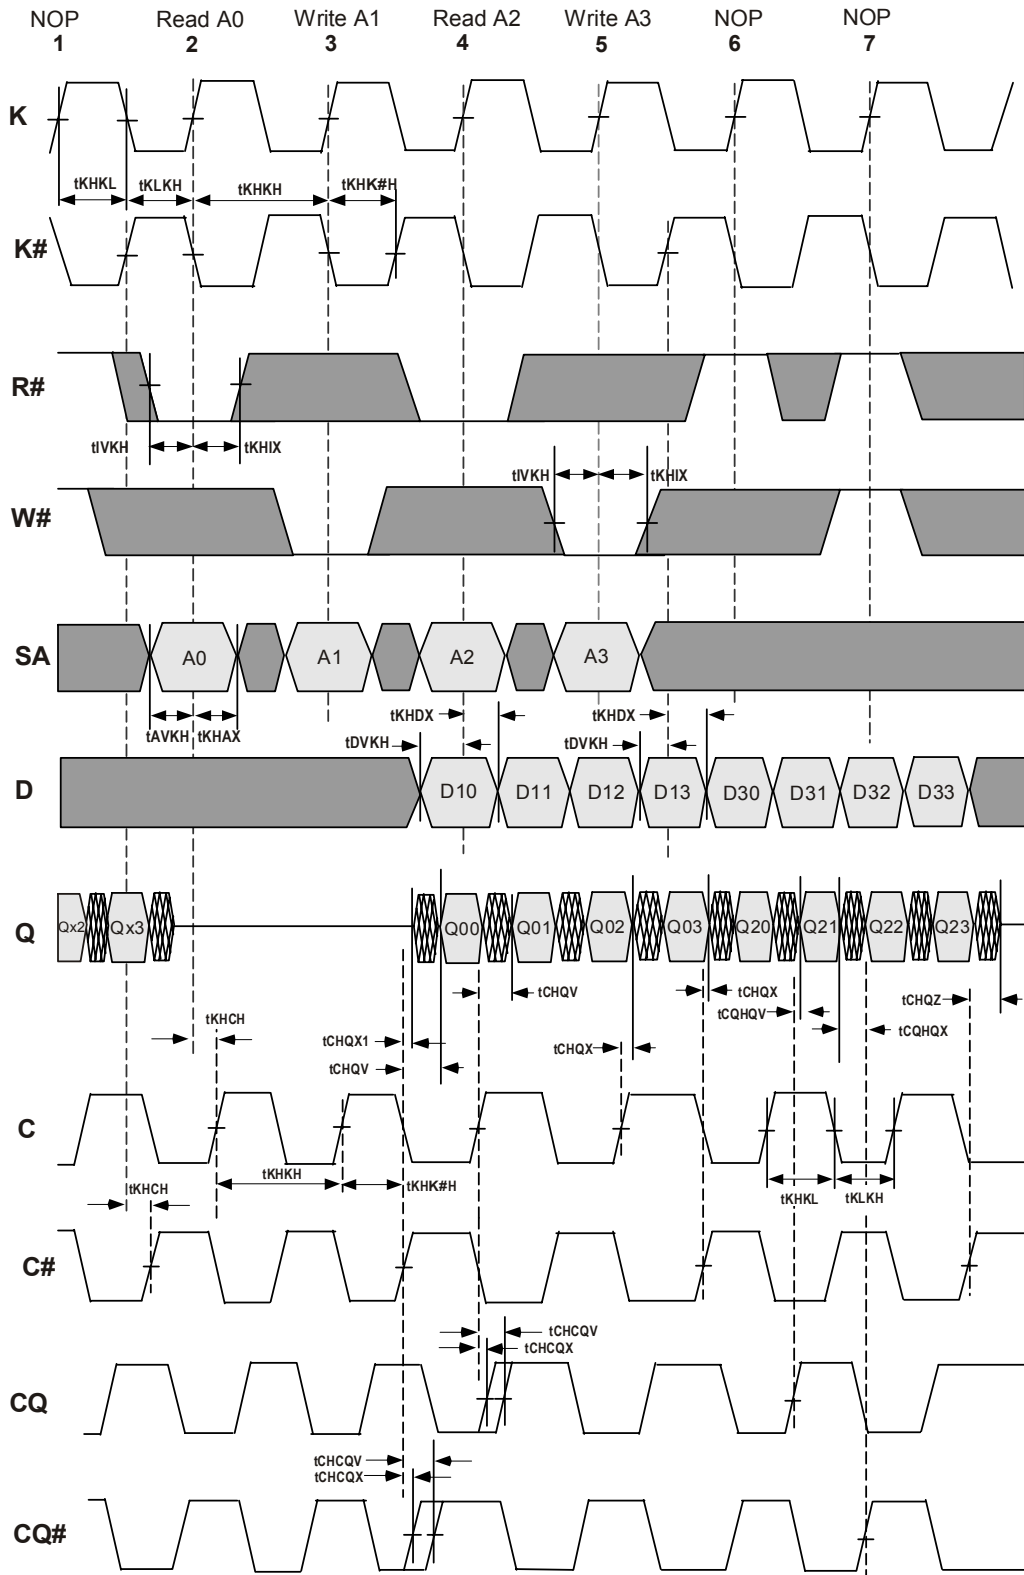 NOP Read A0 Write A1 Read A2 Write A3 NOP NOP
1 2 3 4 5 6 7
K
tKHKL tKLKH tKHKH tKHK#H
K#
R#
tIVKH tKHIX
tIVKH tKHIX
W#
SA A0 A1 A2 A3
tKHDX tKHDX
tAVKH tKHAX
tDVKH tDVKH
D D10 D11 D12 D13 D30 D31 D32 D33
Q Qx2 Qx3 Q00 Q01 Q02 Q03 Q20 Q21 Q22 Q23
tCHQV tCHQX tCHQZ
tKHCH tCQHQV
tCHQX1 tCHQX tCQHQX
tCHQV
C
tKHKH tKHK#H tKHKL tKLKH
tKHCH
C#
tCHCQV
tCHCQX
CQ
tCHCQV
tCHCQX
CQ#